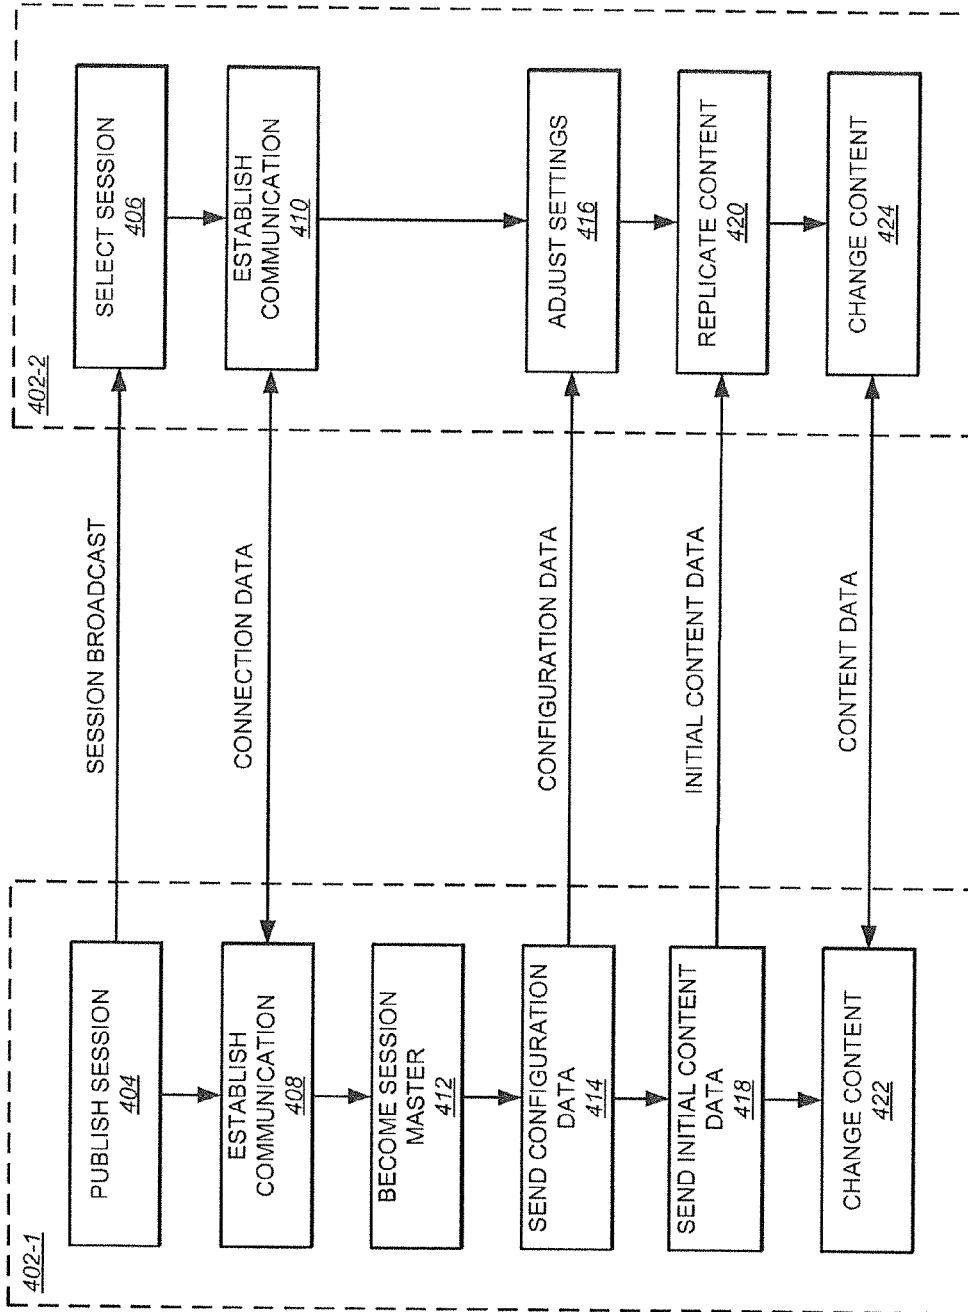 402-1
PUBLISH SESSION
404
ESTABLISH
COMMUNICATION
408
BECOME SESSION
MASTER
412
SEND CONFIGURATION
DATA
414
SEND INITIAL CONTENT
DATA
418
CHANGE CONTENT
422
SESSION BROADCAST
CONNECTION DATA
CONFIGURATION DATA
INITIAL CONTENT DATA
CONTENT DATA
402-2
SELECT SESSION
406
ESTABLISH
COMMUNICATION
410
ADJUST SETTINGS
416
REPLICATE CONTENT
420
CHANGE CONTENT
424